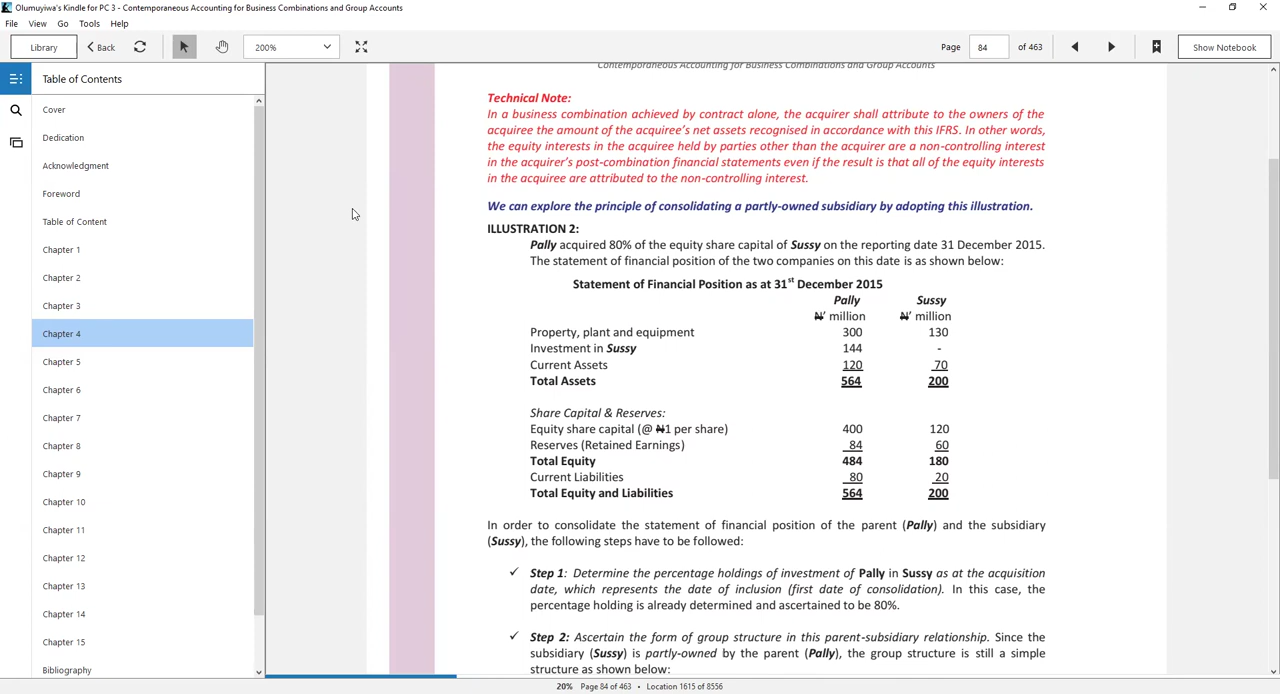 Olumuyiwa's Kindle for PC 3 - Contemporaneous Accounting for Business Combinations and Group Accounts
File View Go Tools Help
Library Back 200% Page 84 of 463 Show Notebook
Table of Contents
Cover
Dedication
Acknowledgment
Foreword
Table of Content
Chapter 1
Chapter 2
Chapter 3
Chapter 4
Chapter 5
Chapter 6
Chapter 7
Chapter 8
Chapter 9
Chapter 10
Chapter 11
Chapter 12
Chapter 13
Chapter 14
Chapter 15
Bibliography
Contemporaneous Accounting for Business Combinations and Group Accounts
Technical Note:
In a business combination achieved by contract alone, the acquirer shall attribute to the owners of the
acquiree the amount of the acquiree's net assets recognised in accordance with this IFRS. In other words,
the equity interests in the acquiree held by parties other than the acquirer are a non-controlling interest
in the acquirer's post-combination financial statements even if the result is that all of the equity interests
in the acquiree are attributed to the non-controlling interest.
We can explore the principle of consolidating a partly-owned subsidiary by adopting this illustration.
ILLUSTRATION 2:
Pally acquired 80% of the equity share capital of Sussy on the reporting date 31 December 2015.
The statement of financial position of the two companies on this date is as shown below:
Statement of Financial Position as at 31st December 2015
Pally Sussy
₦' million ₦' million
Property, plant and equipment 300 130
Investment in Sussy 144 -
Current Assets 120 70
Total Assets 564 200
Share Capital & Reserves:
Equity share capital (@ ₦1 per share) 400 120
Reserves (Retained Earnings) 84 60
Total Equity 484 180
Current Liabilities 80 20
Total Equity and Liabilities 564 200
In order to consolidate the statement of financial position of the parent (Pally) and the subsidiary
(Sussy), the following steps have to be followed:
✓ Step 1: Determine the percentage holdings of investment of Pally in Sussy as at the acquisition
date, which represents the date of inclusion (first date of consolidation). In this case, the
percentage holding is already determined and ascertained to be 80%.
✓ Step 2: Ascertain the form of group structure in this parent-subsidiary relationship. Since the
subsidiary (Sussy) is partly-owned by the parent (Pally), the group structure is still a simple
structure as shown below:
20% Page 84 of 463 • Location 1615 of 8556